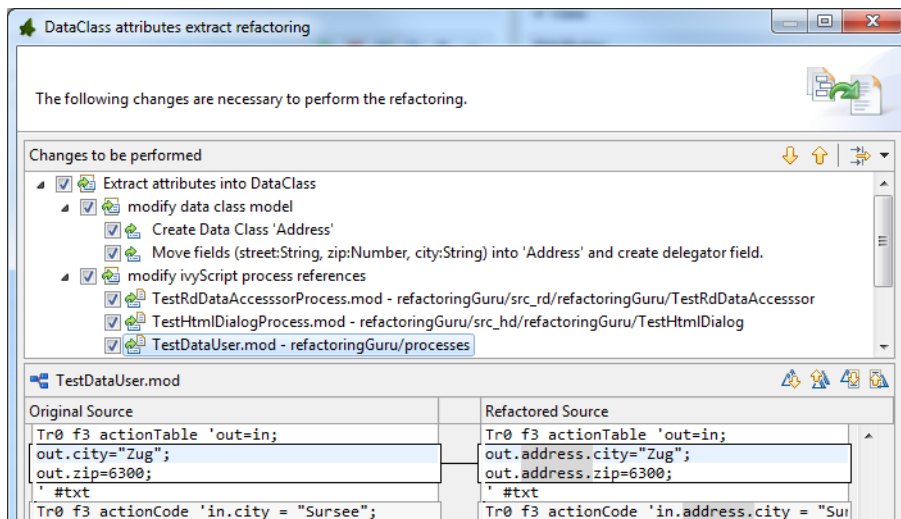 DataClass attributes extract refactoring
The following changes are necessary to perform the refactoring.
Changes to be performed
Extract attributes into DataClass
modify data class model
Create Data Class 'Address'
Move fields (street:String, zip:Number, city:String) into 'Address' and create delegator field.
modify ivyScript process references
TestRdDataAccesssorProcess.mod - refactoringGuru/src_rd/refactoringGuru/TestRdDataAccesssor
TestHtmlDialogProcess.mod - refactoringGuru/src_hd/refactoringGuru/TestHtmlDialog
TestDataUser.mod - refactoringGuru/processes
TestDataUser.mod
Original Source
Tr0 f3 actionTable 'out=in;
out.city="Zug";
out.zip=6300;
' #txt
Tr0 f3 actionCode 'in.city = "Sursee";
Refactored Source
Tr0 f3 actionTable 'out=in;
out.address.city="Zug";
out.address.zip=6300;
' #txt
Tr0 f3 actionCode 'in.address.city = "Sur